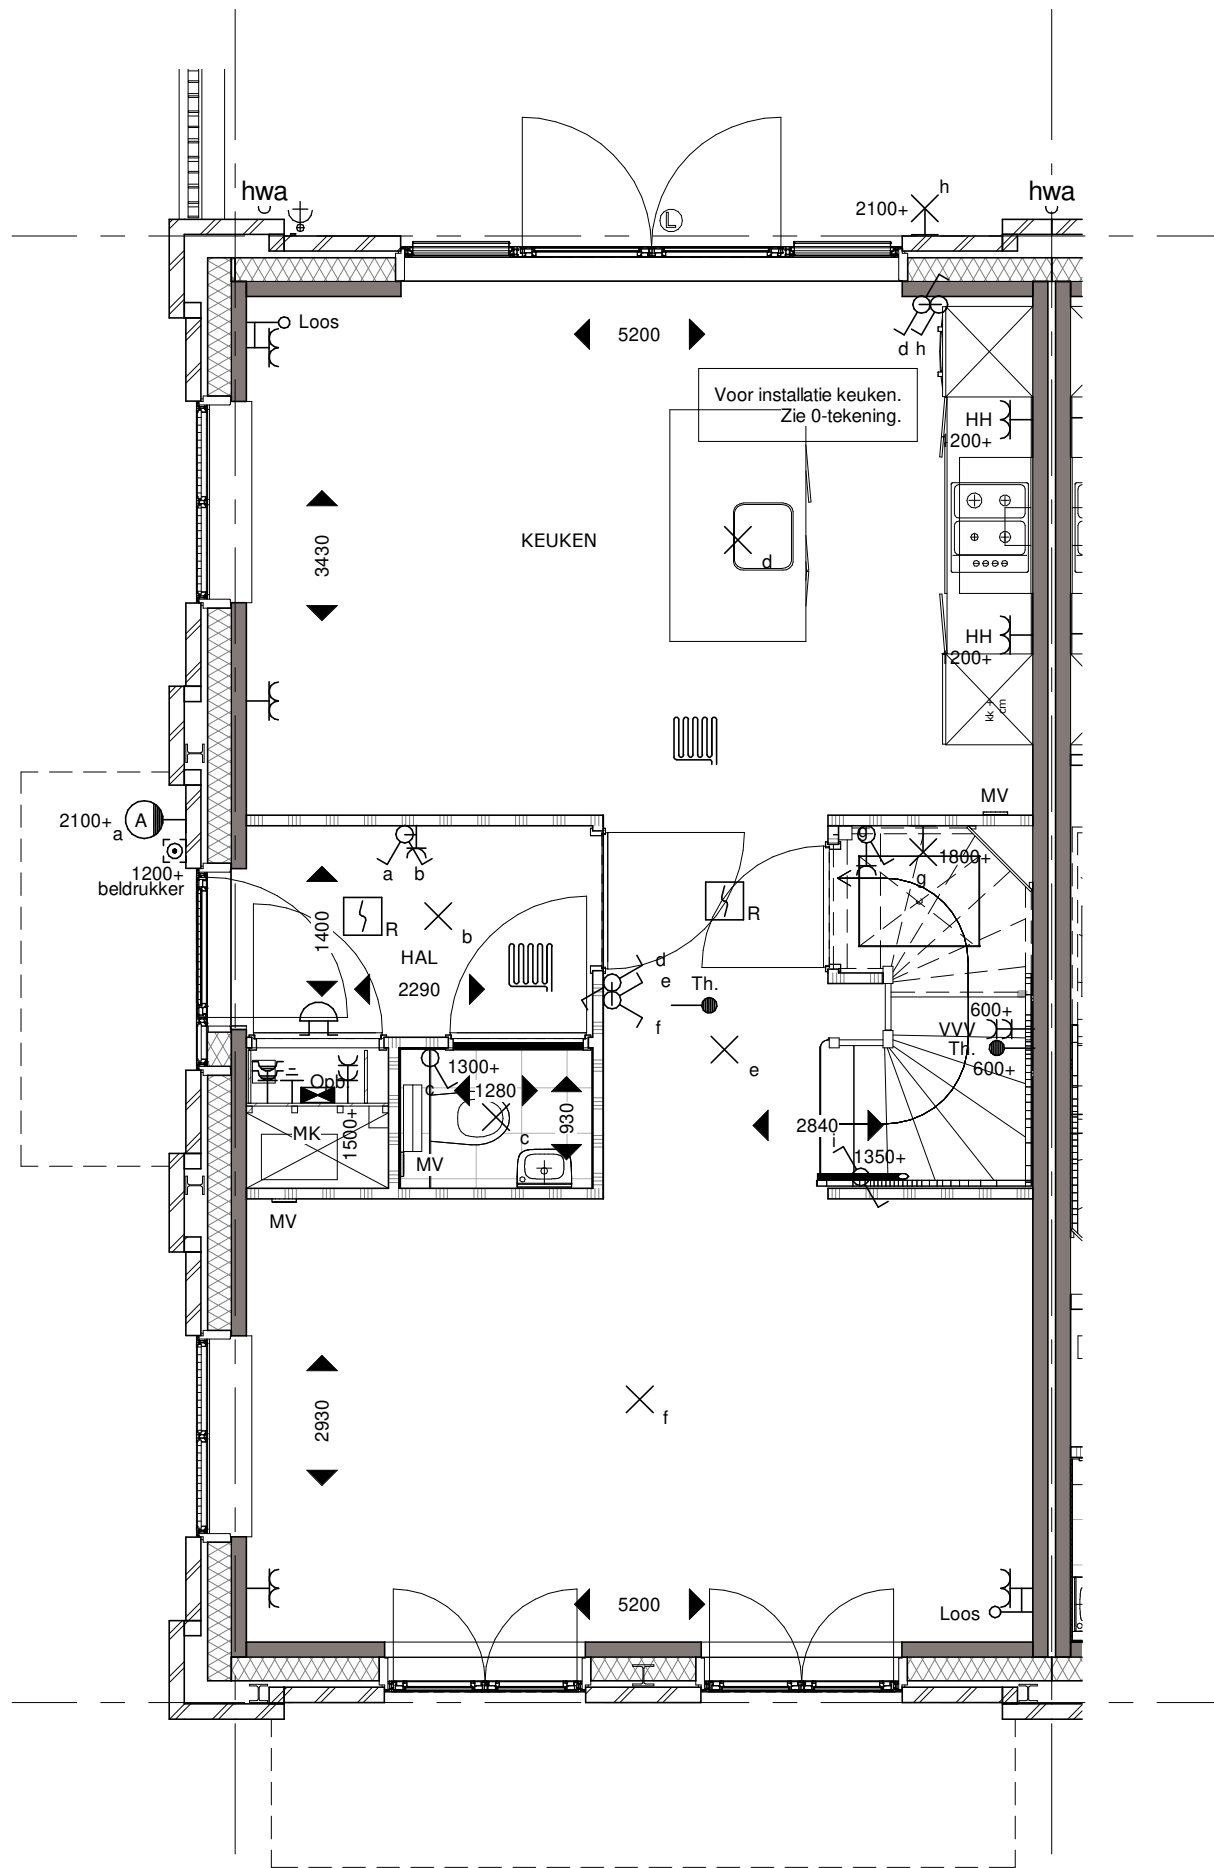 h
hwa
2100+
hwa
L
Loos
5200
d h
Voor installatie keuken.
Zie 0-tekening.
HH
1200+
KEUKEN
d
3430
HH
1200+
kk +
cm
MV
2100+
a
A
1200+
beldrukker
a b
g
1800+
g
1400
R
b
R
HAL
2290
d
e
f
Th.
600+
VVV
Th.
600+
e
1300+
c
1280
Opb
930
MK
1500+
c
MV
2840
i
1350+
MV
2930
f
5200
Loos